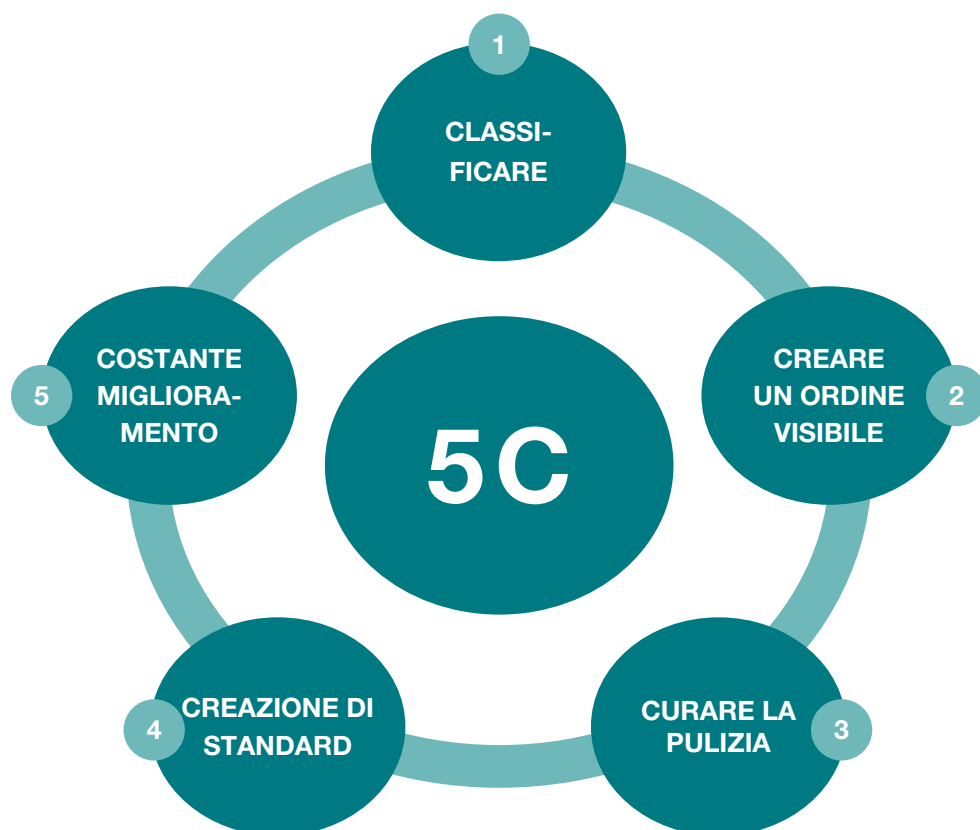 1
CLASSI-
FICARE
2
CREARE
UN ORDINE
VISIBILE
3
CURARE LA
PULIZIA
4
CREAZIONE DI
STANDARD
5
COSTANTE
MIGLIORA-
MENTO
5C